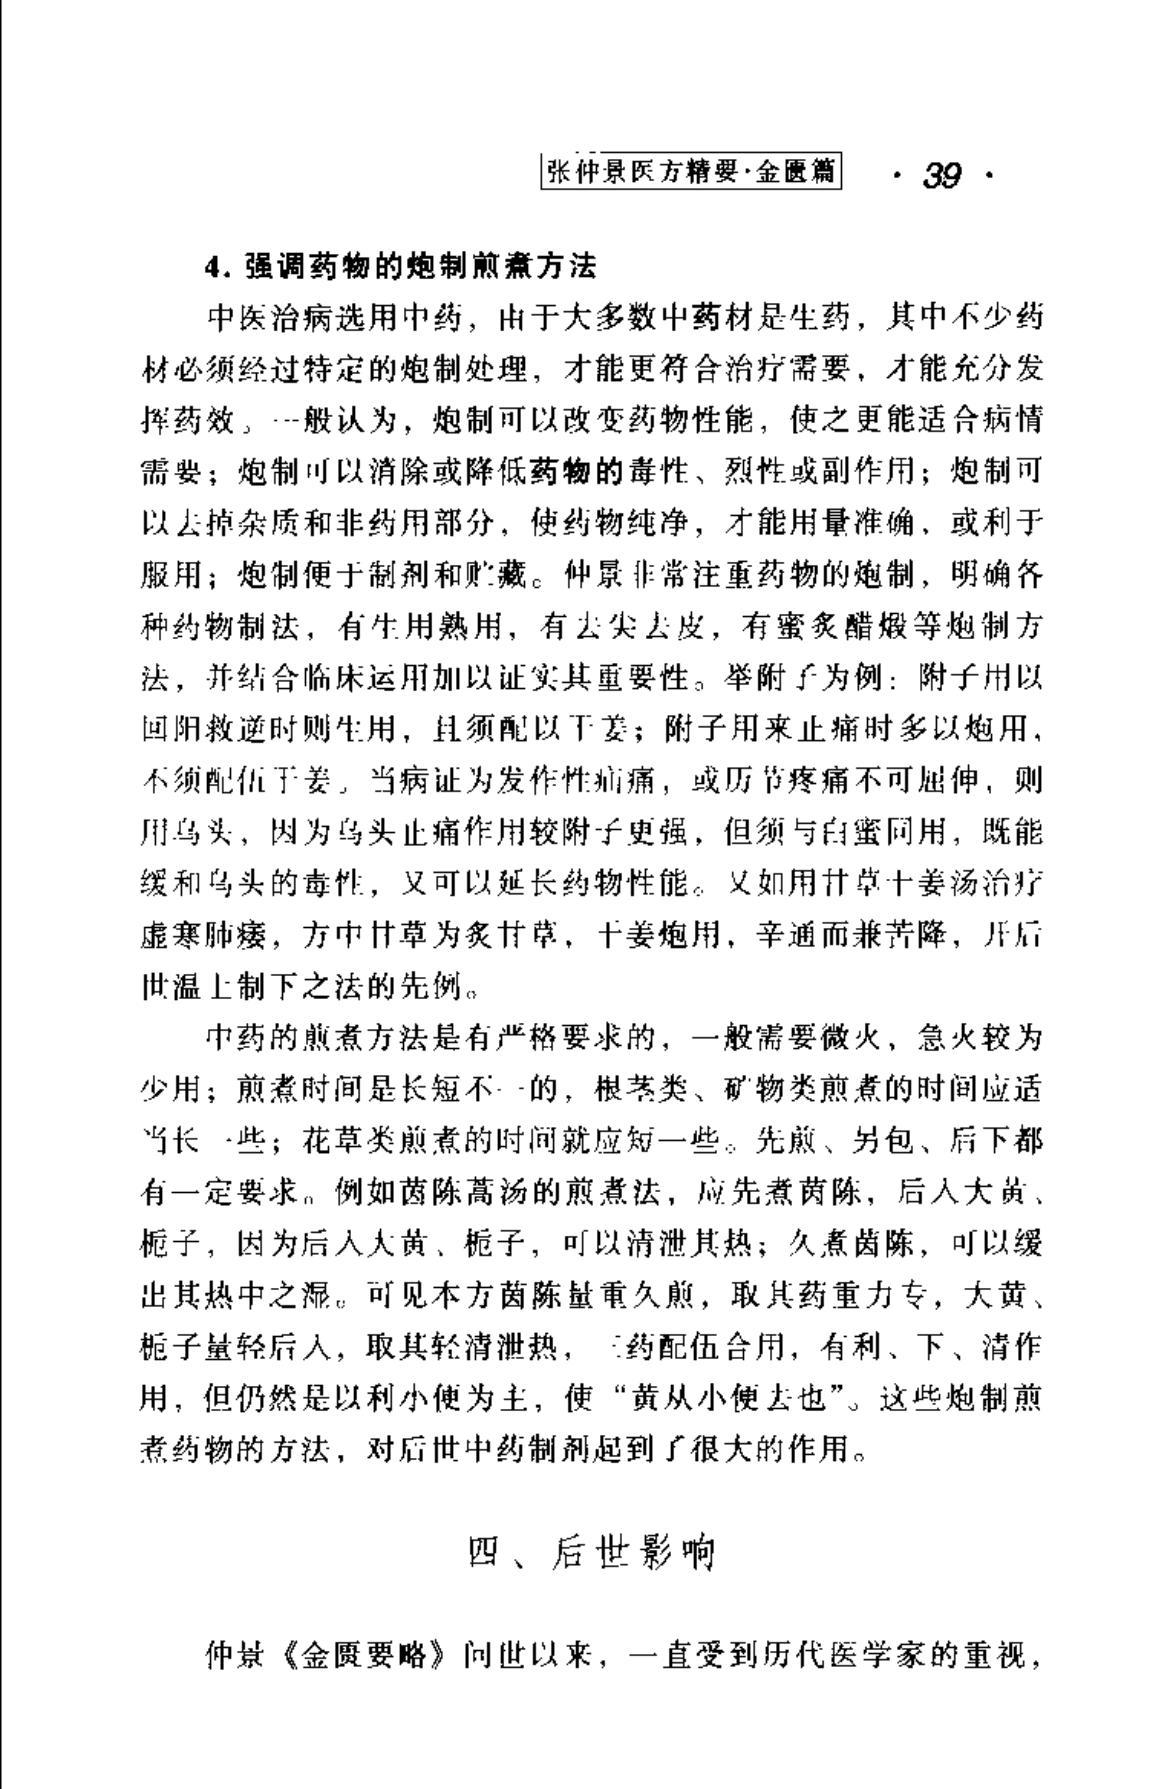 张仲景医方精要·金匮篇 · 39 ·
4. 强调药物的炮制煎煮方法
中医治病选用中药，由于大多数中药材是生药，其中不少药
材必须经过特定的炮制处理，才能更符合治疗需要，才能充分发
挥药效。一般认为，炮制可以改变药物性能，使之更能适合病情
需要；炮制可以消除或降低药物的毒性、烈性或副作用；炮制可
以去掉杂质和非药用部分，使药物纯净，才能用量准确，或利于
服用；炮制便于制剂和贮藏。仲景非常注重药物的炮制，明确各
种药物制法，有生用熟用，有去尖去皮，有蜜炙醋煅等炮制方
法，并结合临床运用加以证实其重要性。举附子为例：附子用以
回阳救逆时则生用，且须配以干姜；附子用来止痛时多以炮用，
不须配伍干姜。当病证为发作性疝痛，或历节疼痛不可屈伸，则
用乌头，因为乌头止痛作用较附子更强，但须与白蜜同用，既能
缓和乌头的毒性，又可以延长药物性能。又如用甘草干姜汤治疗
虚寒肺痿，方中甘草为炙甘草，干姜炮用，辛通而兼苦降，开后
世温上制下之法的先例。
中药的煎煮方法是有严格要求的，一般需要微火，急火较为
少用；煎煮时间是长短不一的，根茎类、矿物类煎煮的时间应适
当长一些；花草类煎煮的时间就应短一些。先煎、另包、后下都
有一定要求。例如茵陈蒿汤的煎煮法，应先煮茵陈，后入大黄、
栀子，因为后入大黄、栀子，可以清泄其热；久煮茵陈，可以缓
出其热中之湿。可见本方茵陈量重久煎，取其药重力专，大黄、
栀子量轻后入，取其轻清泄热，三药配伍合用，有利、下、清作
用，但仍然是以利小便为主，使“黄从小便去也”。这些炮制煎
煮药物的方法，对后世中药制剂起到了很大的作用。
四、后世影响
仲景《金匮要略》问世以来，一直受到历代医学家的重视，